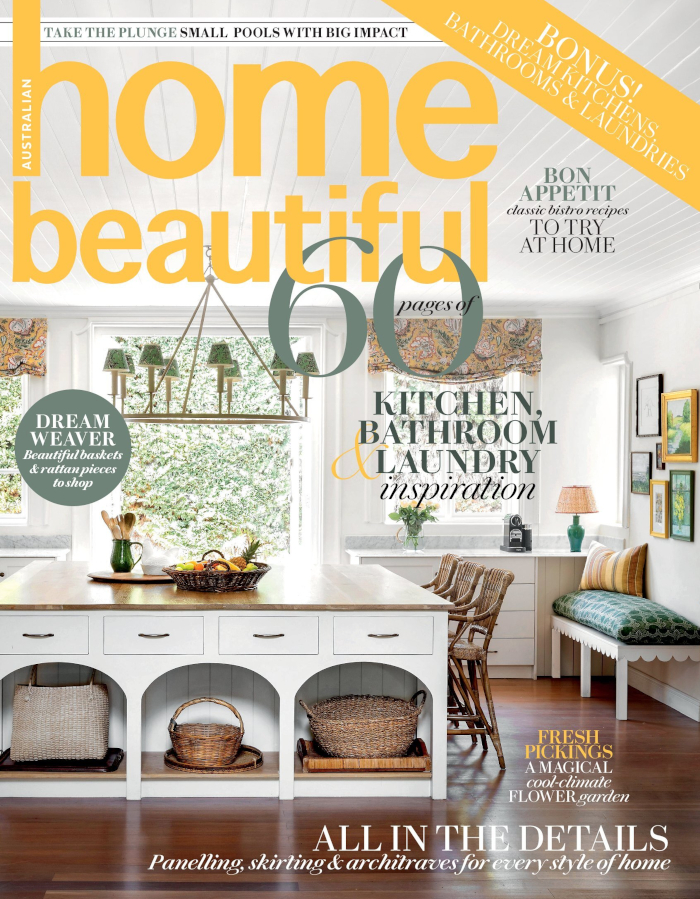 TAKE THE PLUNGE SMALL POOLS WITH BIG IMPACT
BONUS!
DREAM KITCHENS,
BATHROOMS & LAUNDRIES
AUSTRALIAN
home
beautiful
BON
APPETIT
classic bistro recipes
TO TRY
AT HOME
60
pages of
KITCHEN,
BATHROOM
& LAUNDRY
inspiration
DREAM
WEAVER
Beautiful baskets
& rattan pieces
to shop
FRESH
PICKINGS
A MAGICAL
cool-climate
FLOWER garden
ALL IN THE DETAILS
Panelling, skirting & architraves for every style of home